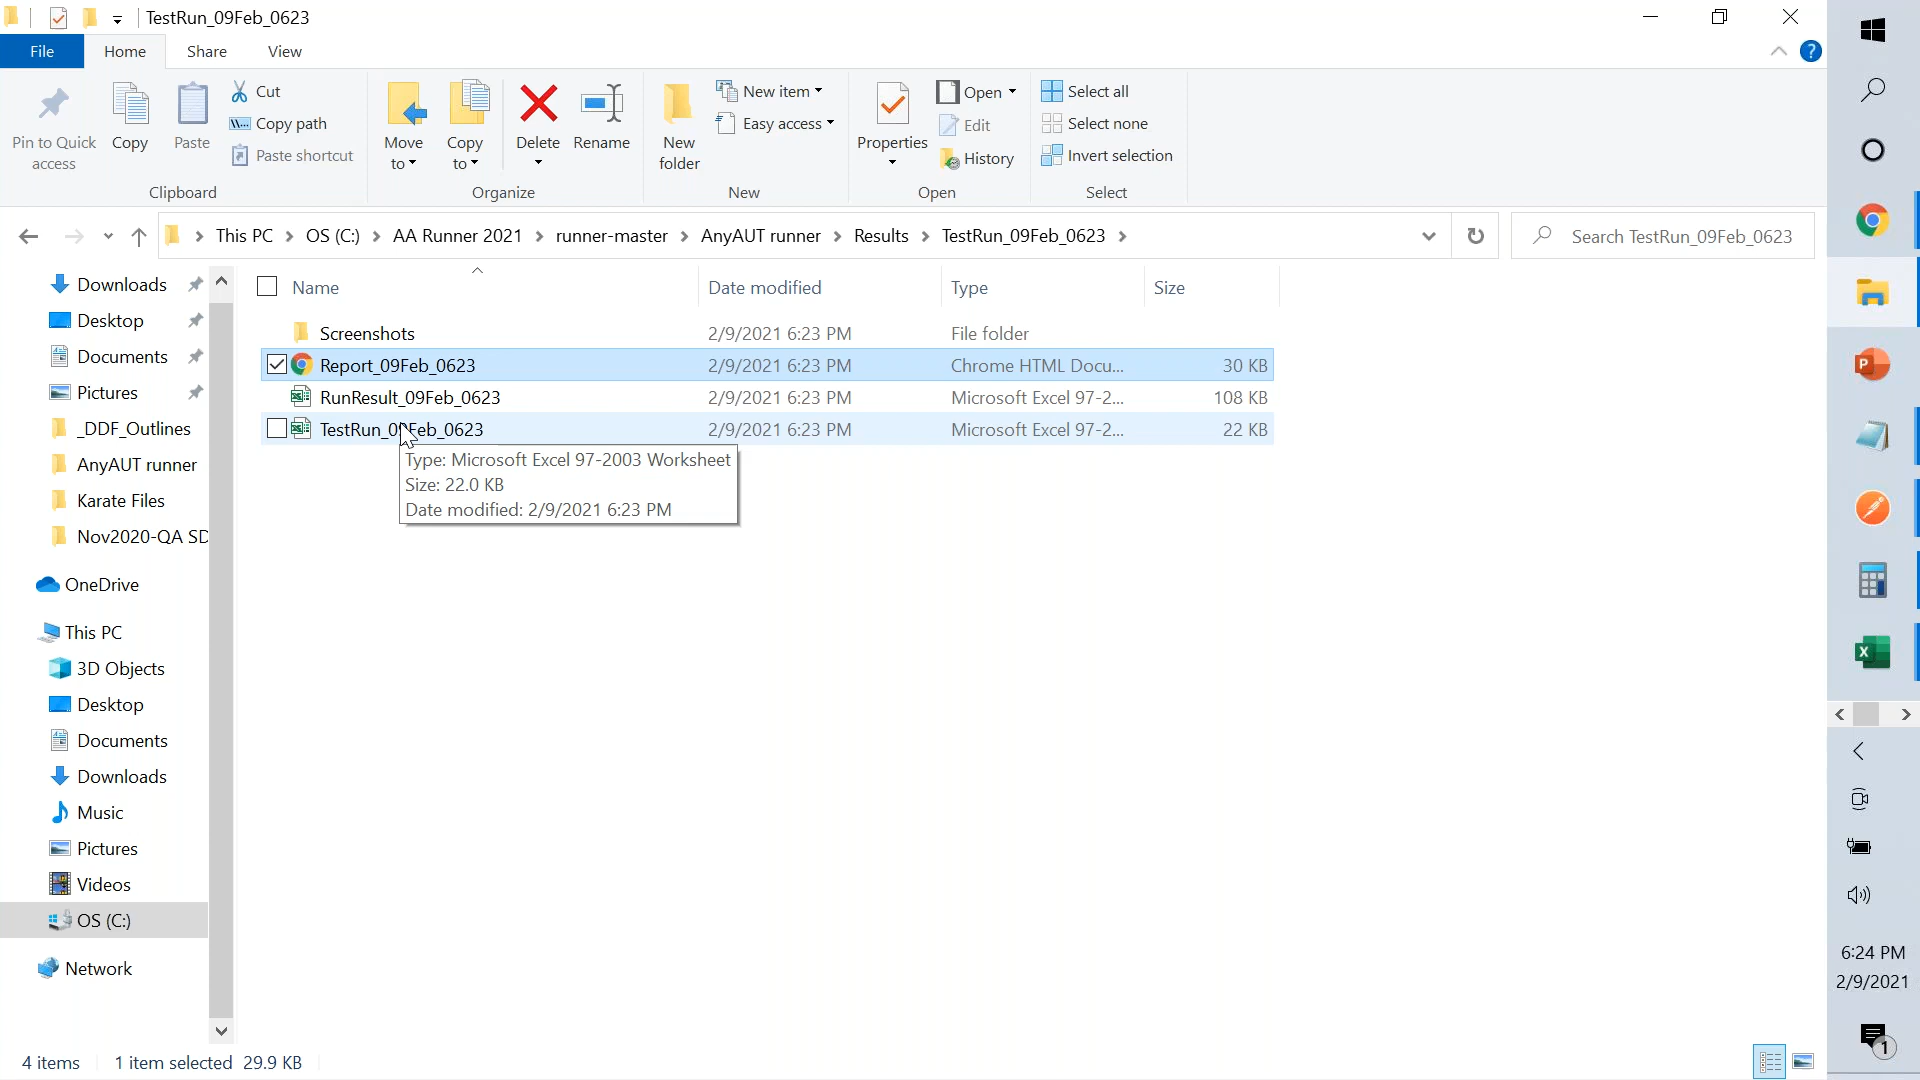 TestRun_09Feb_0623
File Home Share View ?
Pin to Quick access
Copy
Paste
Cut
Copy path
Paste shortcut
Clipboard
Move to
Copy to
Delete
Rename
Organize
New folder
New item
Easy access
New
Properties
Open
Edit
History
Open
Select all
Select none
Invert selection
Select
This PC OS (C:) AA Runner 2021 runner-master AnyAUT runner Results TestRun_09Feb_0623
Search TestRun_09Feb_0623
Downloads
Desktop
Documents
Pictures
_DDF_Outlines
AnyAUT runner
Karate Files
Nov2020-QA SD
OneDrive
This PC
3D Objects
Desktop
Documents
Downloads
Music
Pictures
Videos
OS (C:)
Network
Name Date modified Type Size
Screenshots 2/9/2021 6:23 PM File folder
Report_09Feb_0623 2/9/2021 6:23 PM Chrome HTML Docu... 30 KB
RunResult_09Feb_0623 2/9/2021 6:23 PM Microsoft Excel 97-2... 108 KB
TestRun_09Feb_0623 2/9/2021 6:23 PM Microsoft Excel 97-2... 22 KB
Type: Microsoft Excel 97-2003 Worksheet
Size: 22.0 KB
Date modified: 2/9/2021 6:23 PM
4 items 1 item selected 29.9 KB
6:24 PM
2/9/2021
1